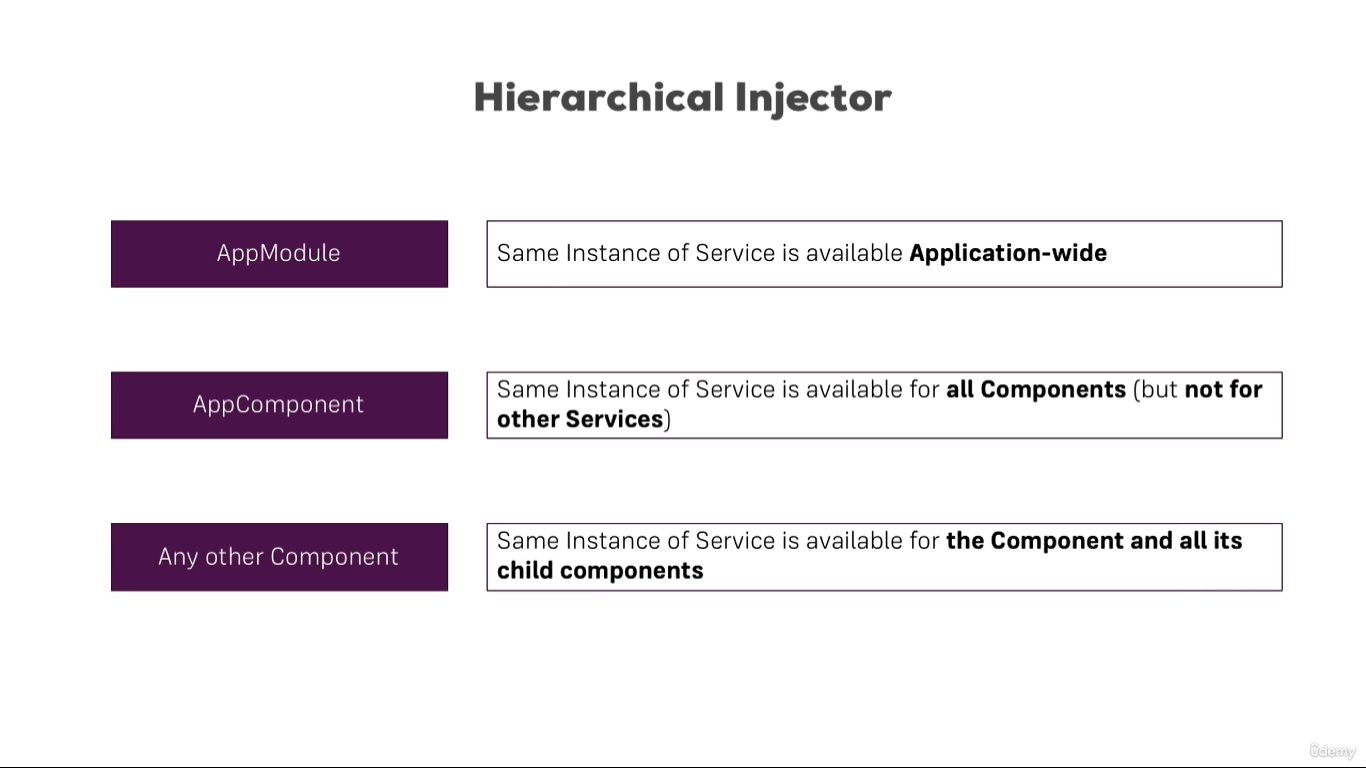 Hierarchical Injector
AppModule
Same Instance of Service is available Application-wide
AppComponent
Same Instance of Service is available for all Components (but not for
other Services)
Any other Component
Same Instance of Service is available for the Component and all its
child components
ûdemy